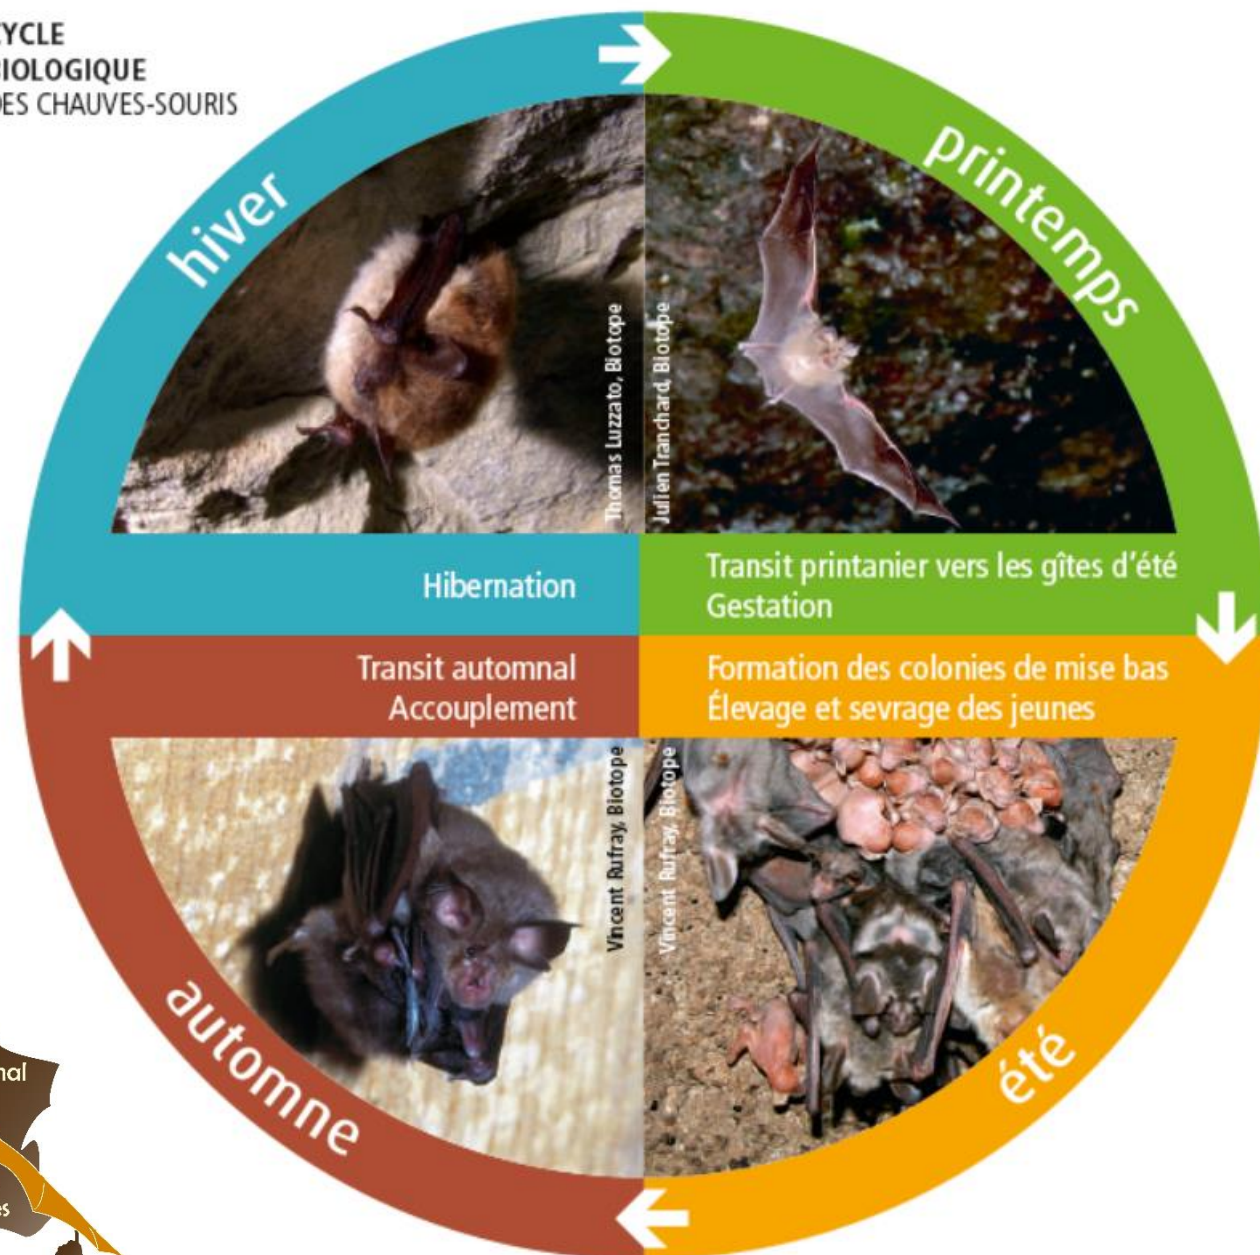 YCLE
BIOLOGIQUE
DES CHAUVES-SOURIS
hiver
printemps
Thomas Luzzato, Biotope
Julien Tranchard, Biotope
Hibernation
Transit printanier vers les gîtes d'été
Gestation
Transit automnal
Accouplement
Formation des colonies de mise bas
Élevage et sevrage des jeunes
Vincent Rufray, Biotope
Vincent Rufray, Biotope
automne
été
nal
es